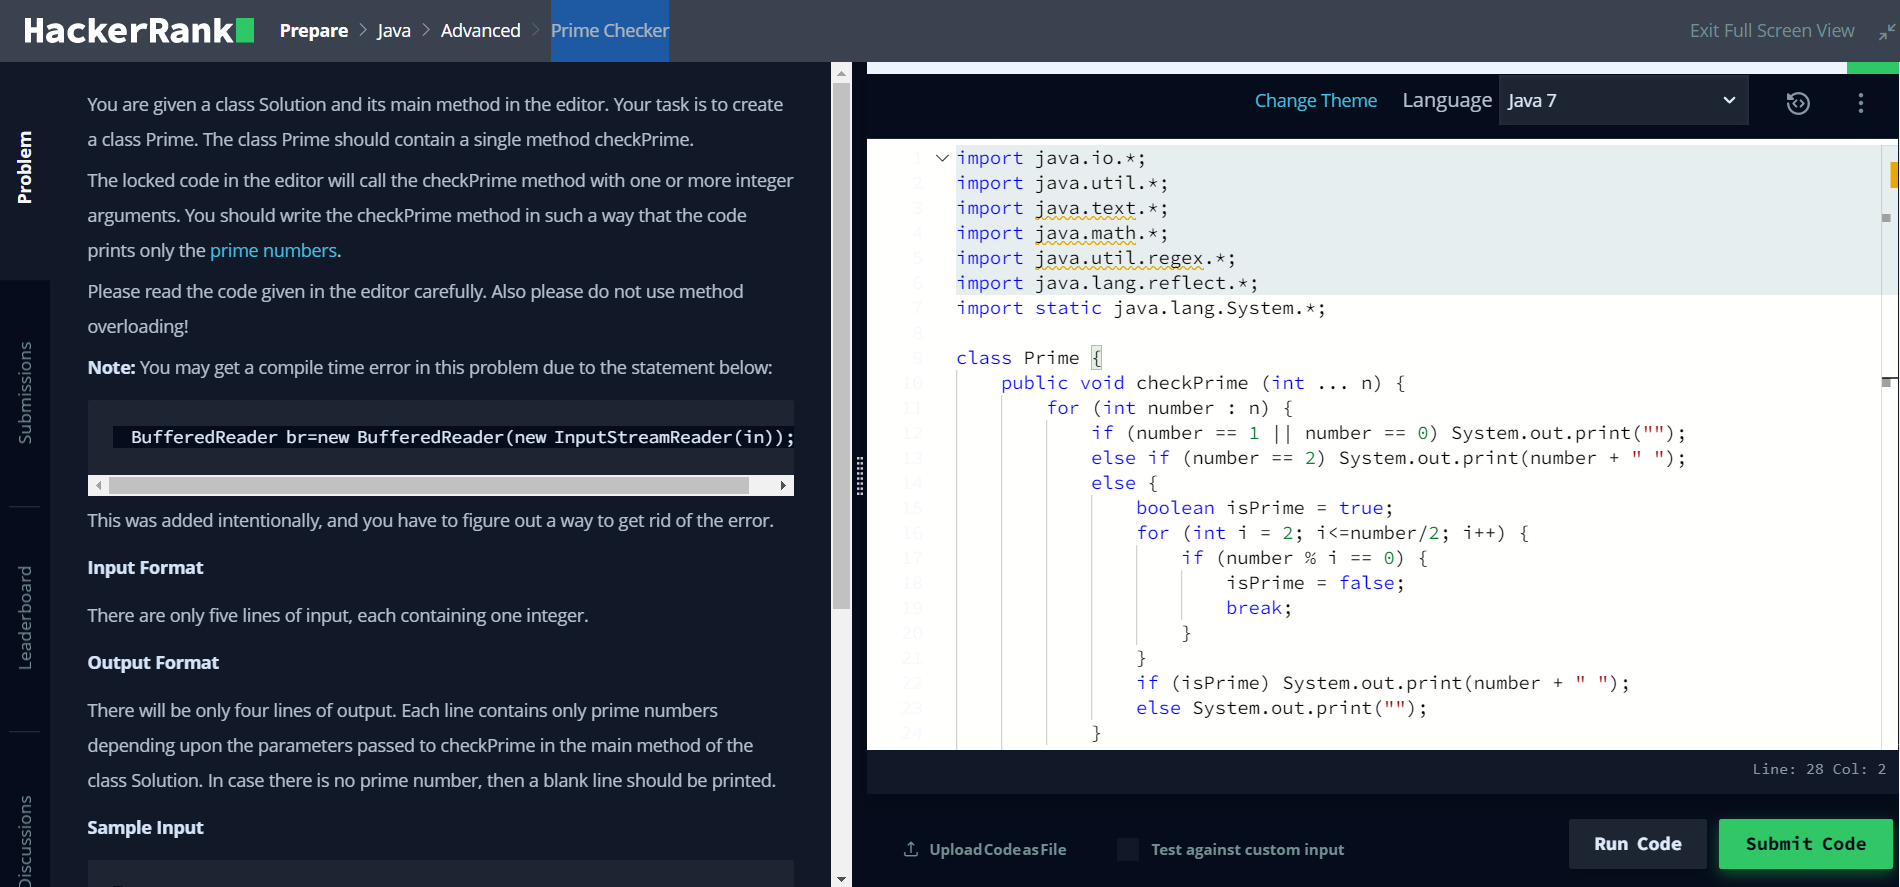 HackerRank Prepare > Java > Advanced > Prime Checker Exit Full Screen View
Problem
Submissions
Leaderboard
Discussions
You are given a class Solution and its main method in the editor. Your task is to create
a class Prime. The class Prime should contain a single method checkPrime.
The locked code in the editor will call the checkPrime method with one or more integer
arguments. You should write the checkPrime method in such a way that the code
prints only the prime numbers.
Please read the code given in the editor carefully. Also please do not use method
overloading!
Note: You may get a compile time error in this problem due to the statement below:
BufferedReader br=new BufferedReader(new InputStreamReader(in));
This was added intentionally, and you have to figure out a way to get rid of the error.
Input Format
There are only five lines of input, each containing one integer.
Output Format
There will be only four lines of output. Each line contains only prime numbers
depending upon the parameters passed to checkPrime in the main method of the
class Solution. In case there is no prime number, then a blank line should be printed.
Sample Input
Change Theme Language Java 7
1 import java.io.*;
2 import java.util.*;
3 import java.text.*;
4 import java.math.*;
5 import java.util.regex.*;
6 import java.lang.reflect.*;
7 import static java.lang.System.*;
8
9 class Prime {
10 public void checkPrime (int ... n) {
11 for (int number : n) {
12 if (number == 1 || number == 0) System.out.print("");
13 else if (number == 2) System.out.print(number + " ");
14 else {
15 boolean isPrime = true;
16 for (int i = 2; i<=number/2; i++) {
17 if (number % i == 0) {
18 isPrime = false;
19 break;
20 }
21 }
22 if (isPrime) System.out.print(number + " ");
23 else System.out.print("");
24 }
Line: 28 Col: 2
Upload Code as File Test against custom input Run Code Submit Code